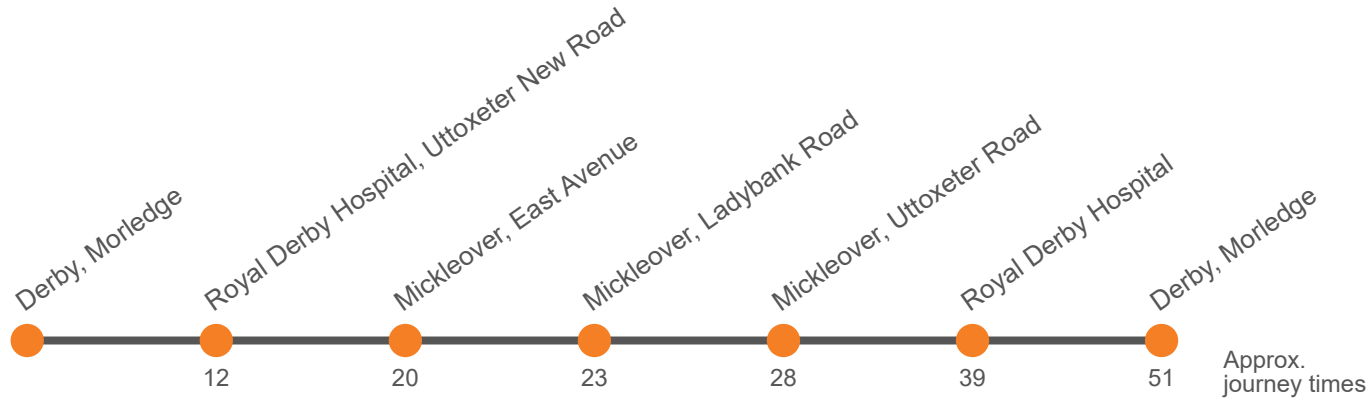 Derby, Morledge
Royal Derby Hospital, Uttoxeter New Road
Mickleover, East Avenue
Mickleover, Ladybank Road
Mickleover, Uttoxeter Road
Royal Derby Hospital
Derby, Morledge
12
20
23
28
39
51
Approx.
journey times